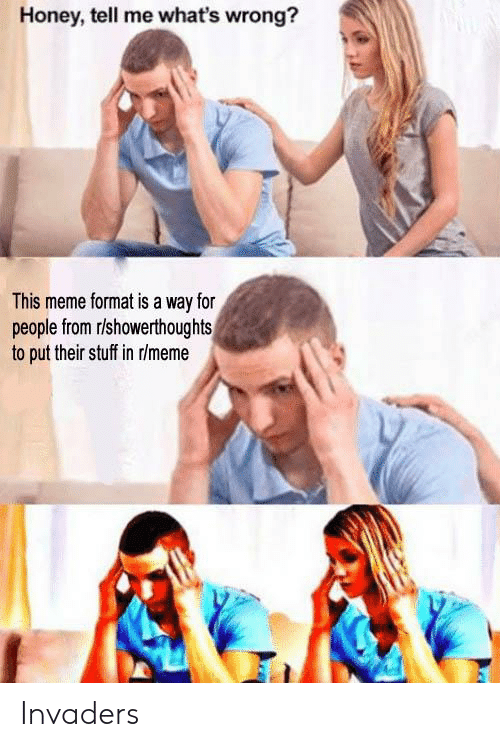 Honey, tell me what's wrong?
This meme format is a way for
people from r/showerthoughts
to put their stuff in r/meme
Invaders